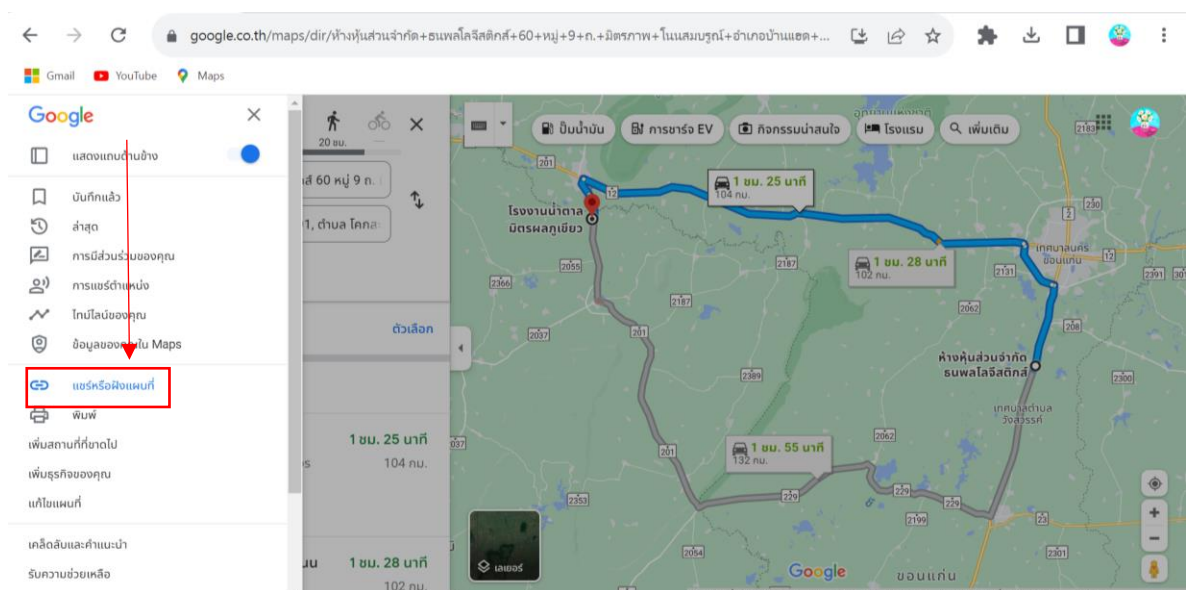 google.co.th/maps/dir/ห้างหุ้นส่วนจำกัด+ธนพลโลจีสติกส์+60+หมู่+9+ถ.+มิตรภาพ+โนนสมบรูณ์+อำเภอบ้านแฮด+...
Gmail YouTube Maps
Google
แสดงแถบด้านข้าง
บันทึกแล้ว
ล่าสุด
การมีส่วนร่วมของคุณ
การแชร์ตำแหน่ง
ไทม์ไลน์ของคุณ
ข้อมูลของคุณใน Maps
แชร์หรือฝังแผนที่
พิมพ์
เพิ่มสถานที่ที่ขาดไป
เพิ่มธุรกิจของคุณ
แก้ไขแผนที่
เคล็ดลับและคำแนะนำ
รับความช่วยเหลือ
20 ชม.
60 หมู่ 9 ถ.
ตำบล โคกสะ
ตัวเลือก
1 ชม. 25 นาที
104 กม.
1 ชม. 28 นาที
102 กม.
ปั๊มน้ำมัน
การชาร์จ EV
กิจกรรมน่าสนใจ
โรงแรม
เพิ่มเติม
2183
201
12
1 ชม. 25 นาที
104 กม.
230
2
โรงงานน้ำตาล
มิตรผลภูเขียว
เทศบาลนคร
ขอนแก่น
12
2055
2187
1 ชม. 28 นาที
102 กม.
2131
2391
301
2366
2187
2062
208
2037
201
ห้างหุ้นส่วนจำกัด
ธนพลโลจีสติกส์
2389
2300
เทศบาลตำบล
วังสวรรค์
2062
201
1 ชม. 55 นาที
132 กม.
229
229
229
2353
2199
23
2054
2301
เลเยอร์
Google
ขอนแก่น